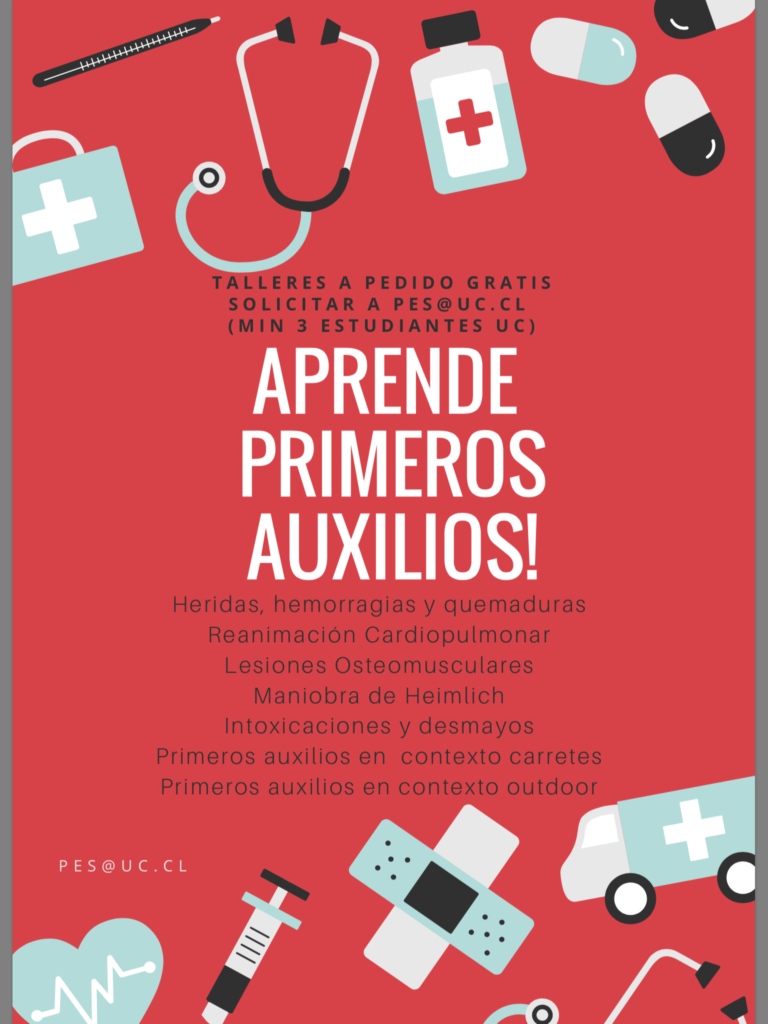 TALLERES A PEDIDO GRATIS
SOLICITAR A PES@UC.CL
(MIN 3 ESTUDIANTES UC)
APRENDE
PRIMEROS
AUXILIOS!
Heridas, hemorragias y quemaduras
Reanimación Cardiopulmonar
Lesiones Osteomusculares
Maniobra de Heimlich
Intoxicaciones y desmayos
Primeros auxilios en contexto carretes
Primeros auxilios en contexto outdoor
PES@UC.CL